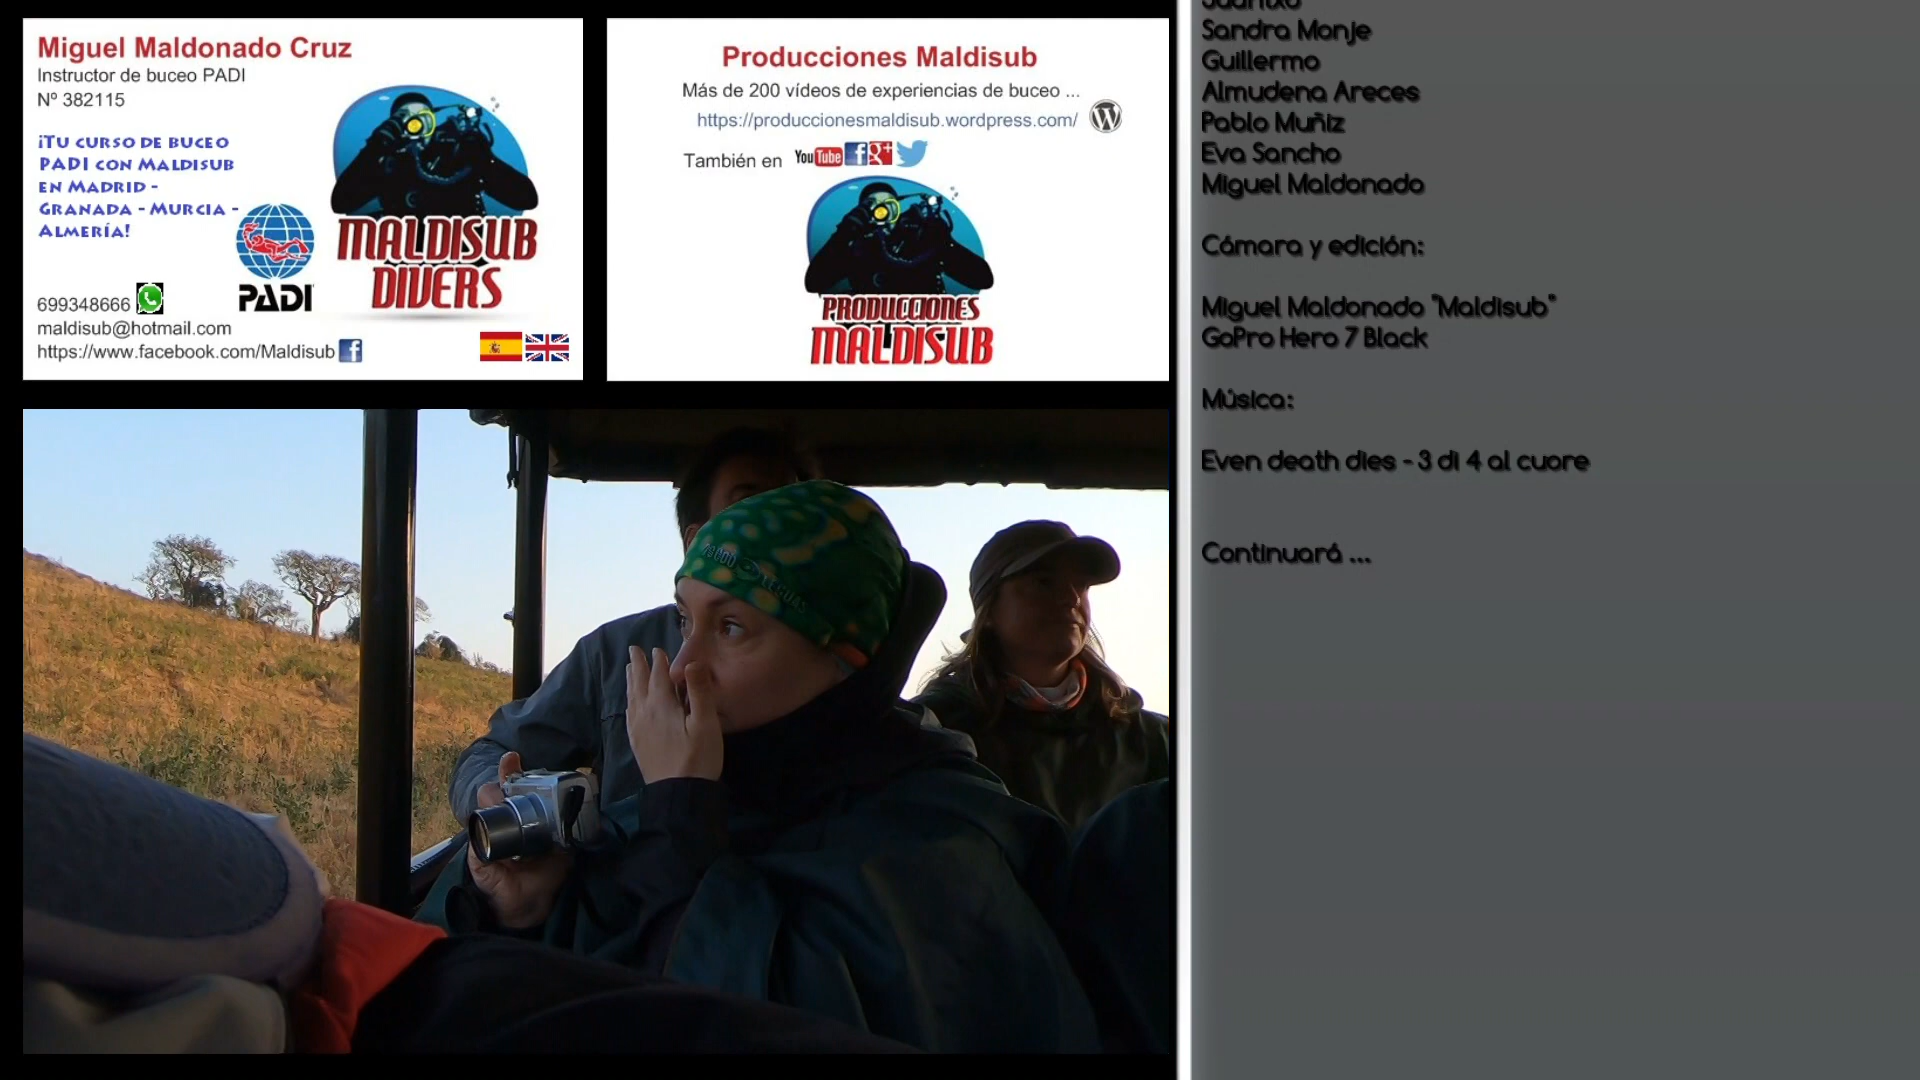 Miguel Maldonado Cruz
Instructor de buceo PADI
Nº 382115
¡Tu curso de buceo
PADI con Maldisub
en Madrid -
Granada - Murcia -
Almería!
PADI
MALDISUB
DIVERS
699348666
maldisub@hotmail.com
https://www.facebook.com/Maldisub
Producciones Maldisub
Más de 200 vídeos de experiencias de buceo ...
https://produccionesmaldisub.wordpress.com/
También en YouTube
PRODUCCIONES
MALDISUB
Juantxo
Sandra Monje
Guillermo
Almudena Areces
Pablo Muñiz
Eva Sancho
Miguel Maldonado
Cámara y edición:
Miguel Maldonado "Maldisub"
GoPro Hero 7 Black
Música:
Even death dies - 3 di 4 al cuore
Continuará ...